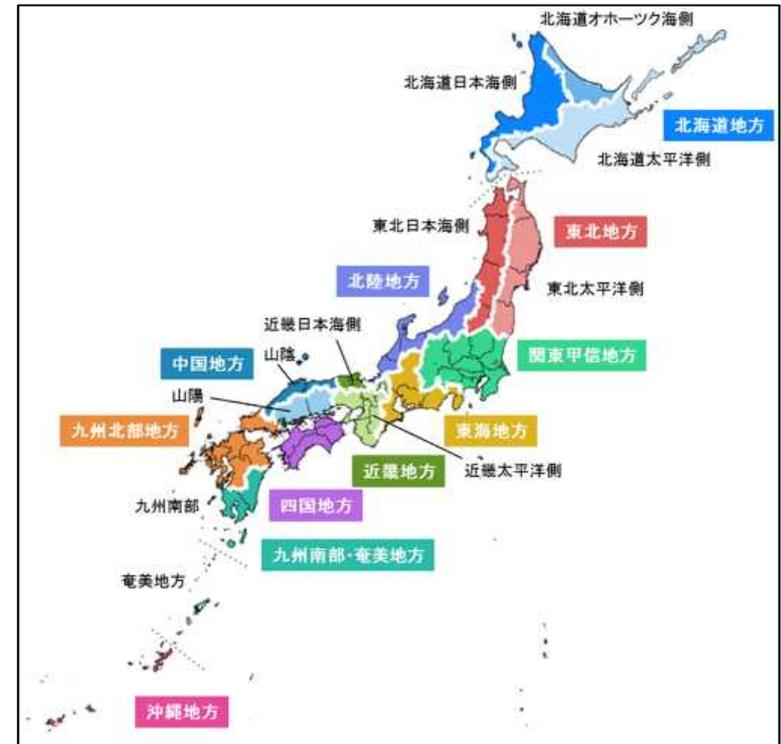 北海道オホーツク海側
北海道日本海側
北海道地方
北海道太平洋側
東北日本海側
東北地方
北陸地方
東北太平洋側
近畿日本海側
中国地方
山陰
関東甲信地方
山陽
九州北部地方
東海地方
近畿地方
近畿太平洋側
九州南部
四国地方
九州南部・奄美地方
奄美地方
沖縄地方